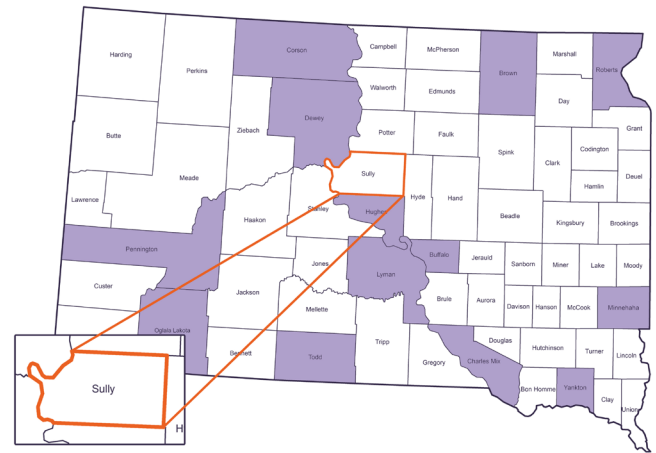 Harding
Perkins
Corson
Campbell
McPherson
Brown
Marshall
Roberts
Butte
Ziebach
Dewey
Walworth
Edmunds
Day
Potter
Faulk
Spink
Grant
Codington
Clark
Deuel
Hamlin
Meade
Sully
Lawrence
Stanley
Hughes
Hyde
Hand
Haakon
Beadle
Kingsbury
Brookings
Pennington
Buffalo
Jerauld
Sanborn
Miner
Lake
Moody
Custer
Jones
Lyman
Jackson
Mellette
Brule
Aurora
Davison
Hanson
McCook
Minnehaha
Oglala Lakota
Bennett
Todd
Tripp
Gregory
Charles Mix
Douglas
Hutchinson
Turner
Lincoln
Bon Homme
Yankton
Clay
Union
Sully
H